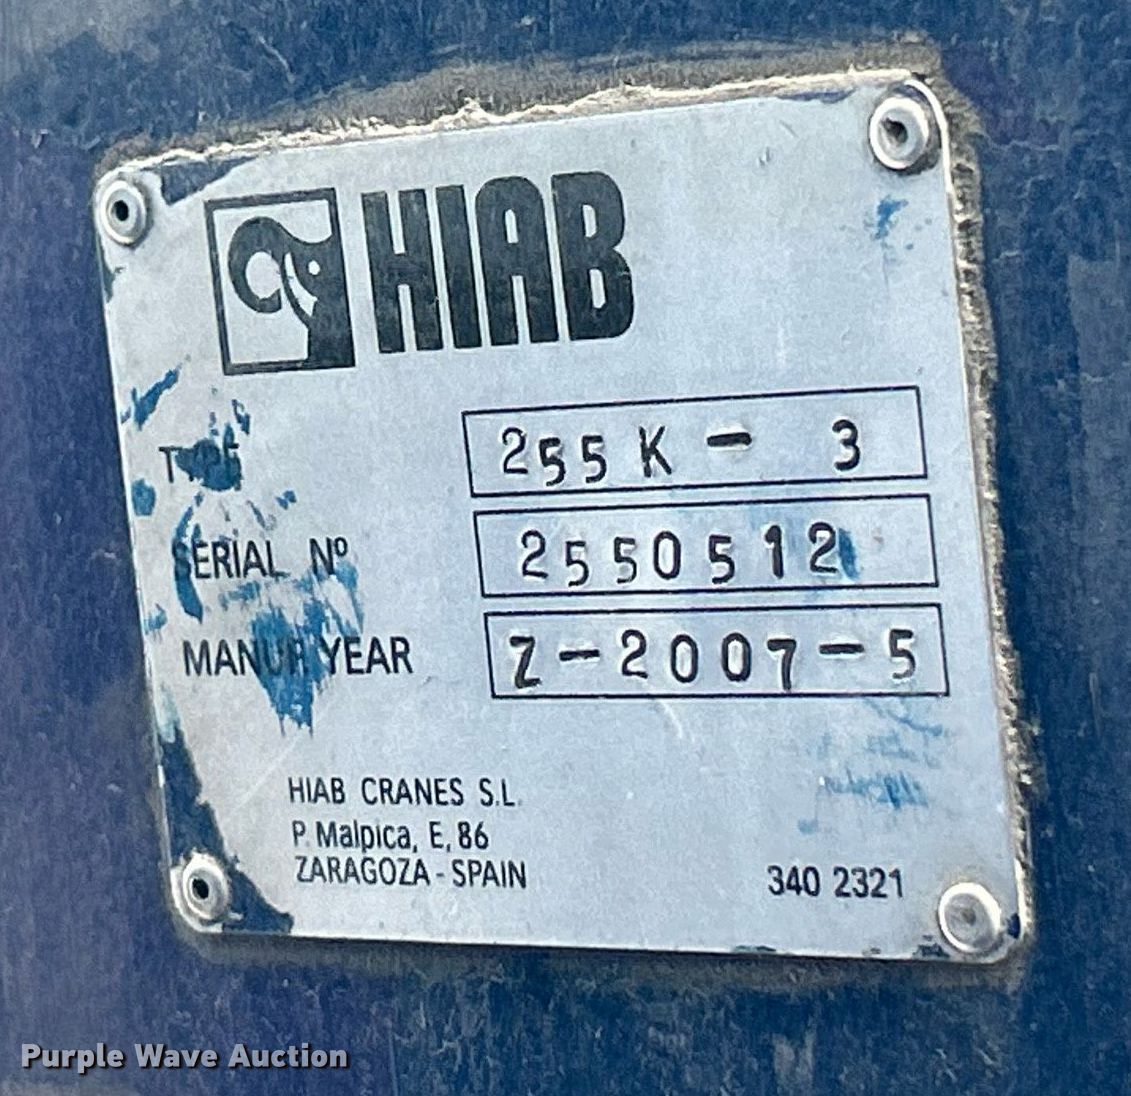 HIAB
TYPE 255K-3
SERIAL Nº 2550512
MANUF. YEAR Z-2007-5
HIAB CRANES S.L.
P. Malpica, E, 86
ZARAGOZA - SPAIN
340 2321
Purple Wave Auction